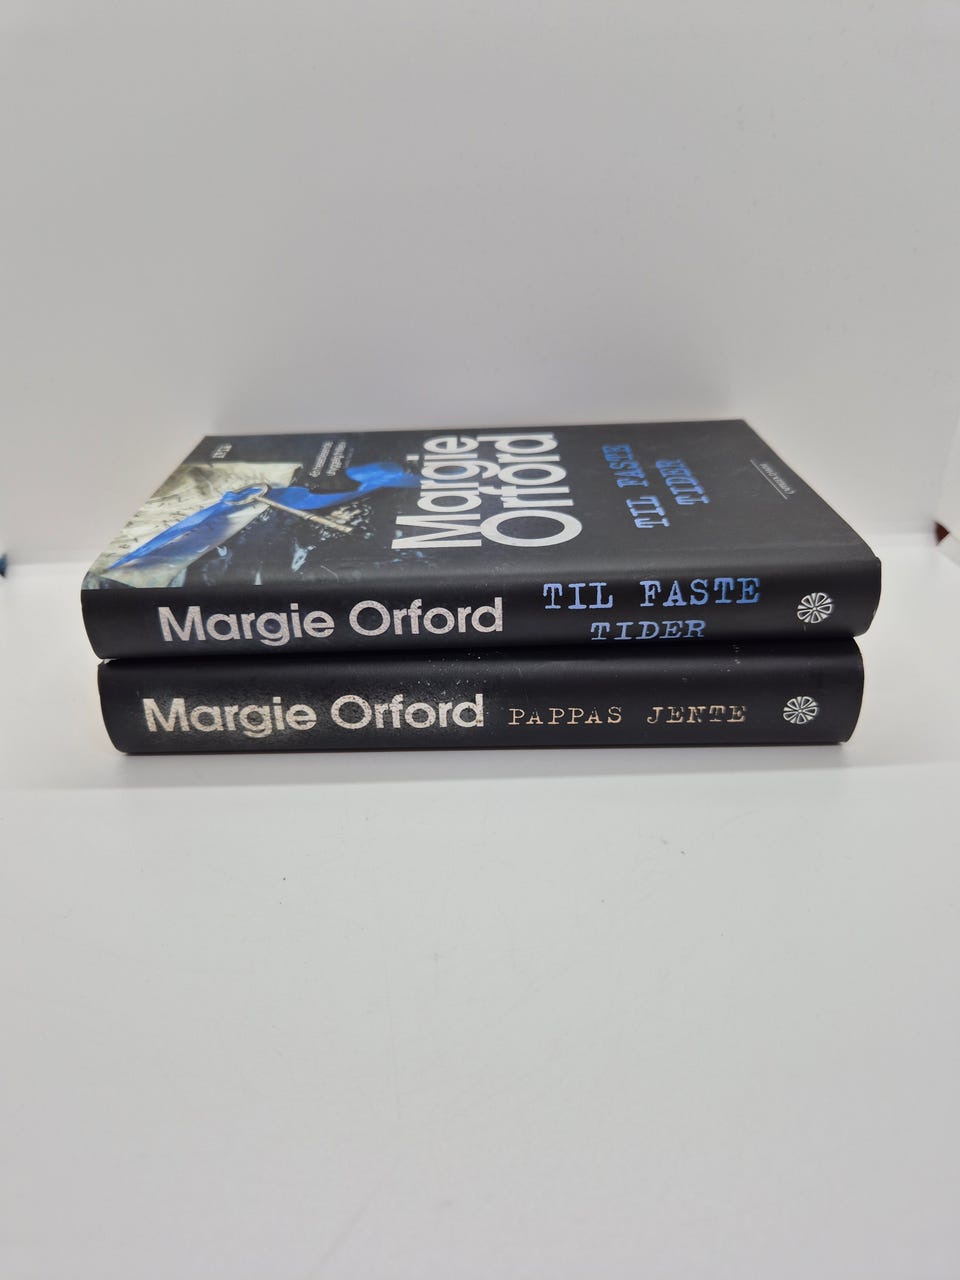 Margie
Orford
TIL FASTE
TIDER
Margie Orford
TIL FASTE
TIDER
Margie Orford
PAPPAS JENTE